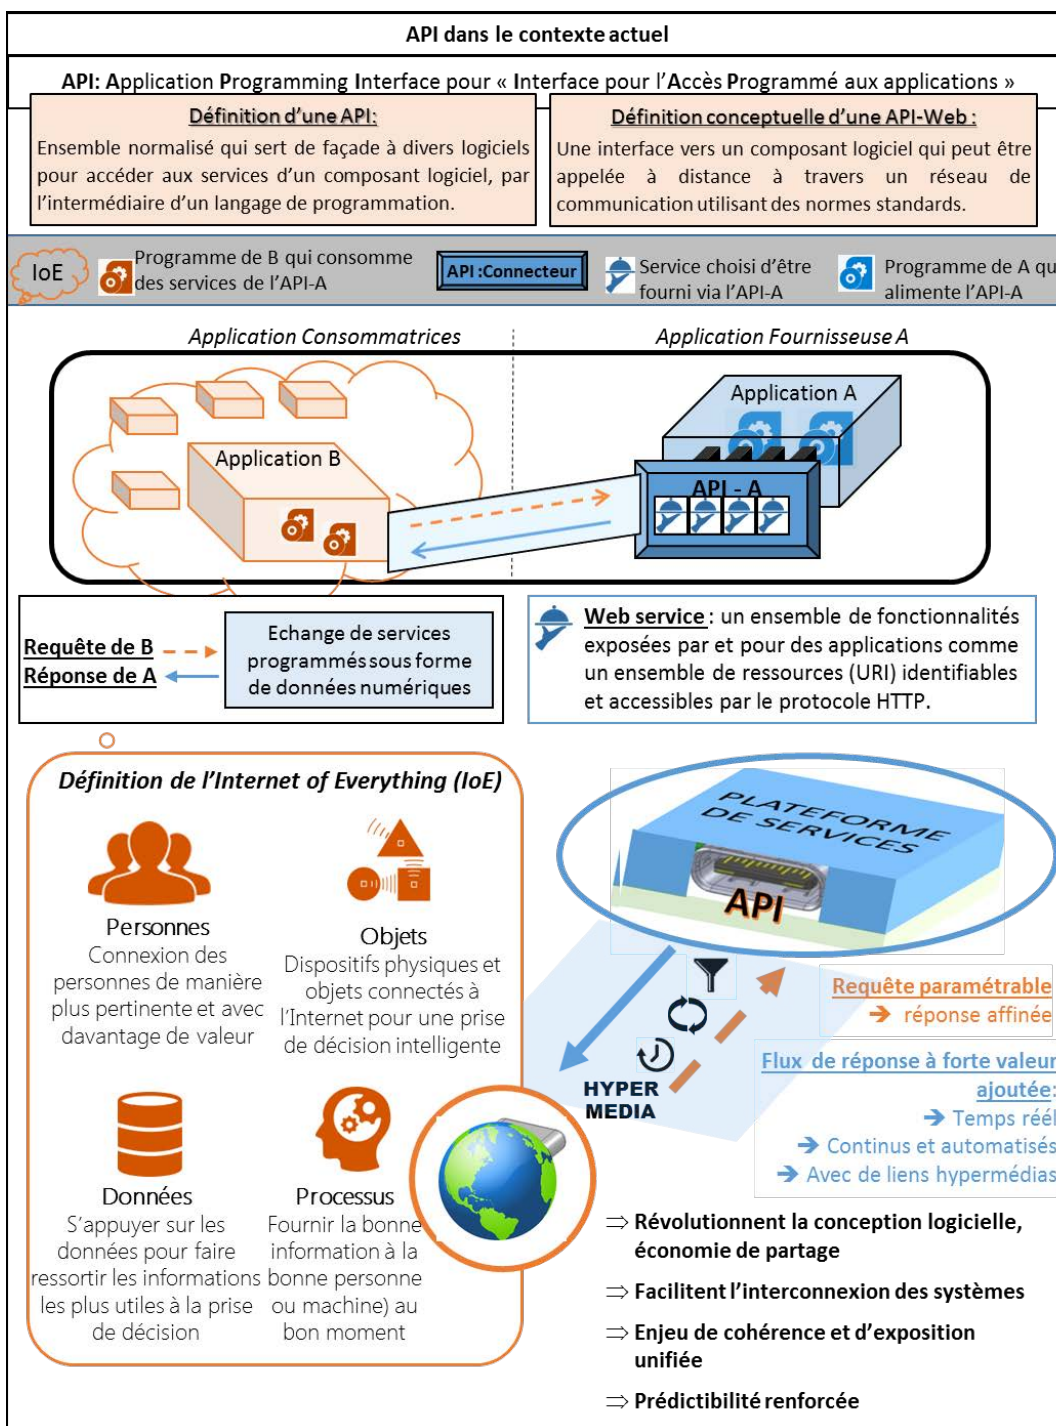 API dans le contexte actuel
API: Application Programming Interface pour « Interface pour l'Accès Programmé aux applications »
Définition d'une API:
Ensemble normalisé qui sert de façade à divers logiciels
pour accéder aux services d'un composant logiciel, par
l'intermédiaire d'un langage de programmation.
Définition conceptuelle d'une API-Web :
Une interface vers un composant logiciel qui peut être
appelée à distance à travers un réseau de
communication utilisant des normes standards.
IoE
Programme de B qui consomme
des services de l'API-A
API :Connecteur
Service choisi d'être
fourni via l'API-A
Programme de A qu
alimente l'API-A
Application Consommatrices
Application Fournisseuse A
Application A
Application B
API - A
Requête de B
Réponse de A
Echange de services
programmés sous forme
de données numériques
Web service : un ensemble de fonctionnalités
exposées par et pour des applications comme
un ensemble de ressources (URI) identifiables
et accessibles par le protocole HTTP.
Définition de l'Internet of Everything (IoE)
Personnes
Connexion des
personnes de manière
plus pertinente et avec
davantage de valeur
Objets
Dispositifs physiques et
objets connectés à
l'Internet pour une prise
de décision intelligente
Données
S'appuyer sur les
données pour faire
ressortir les informations
les plus utiles à la prise
de décision
Processus
Fournir la bonne
information à la
bonne personne
ou machine) au
bon moment
PLATEFORME
DE SERVICES
API
HYPER
MEDIA
Requête paramétrable
➔ réponse affinée
Flux de réponse à forte valeur
ajoutée:
➔ Temps réél
➔ Continus et automatisés
➔ Avec de liens hypermédias
⇒ Révolutionnent la conception logicielle,
économie de partage
⇒ Facilitent l'interconnexion des systèmes
⇒ Enjeu de cohérence et d'exposition
unifiée
⇒ Prédictibilité renforcée